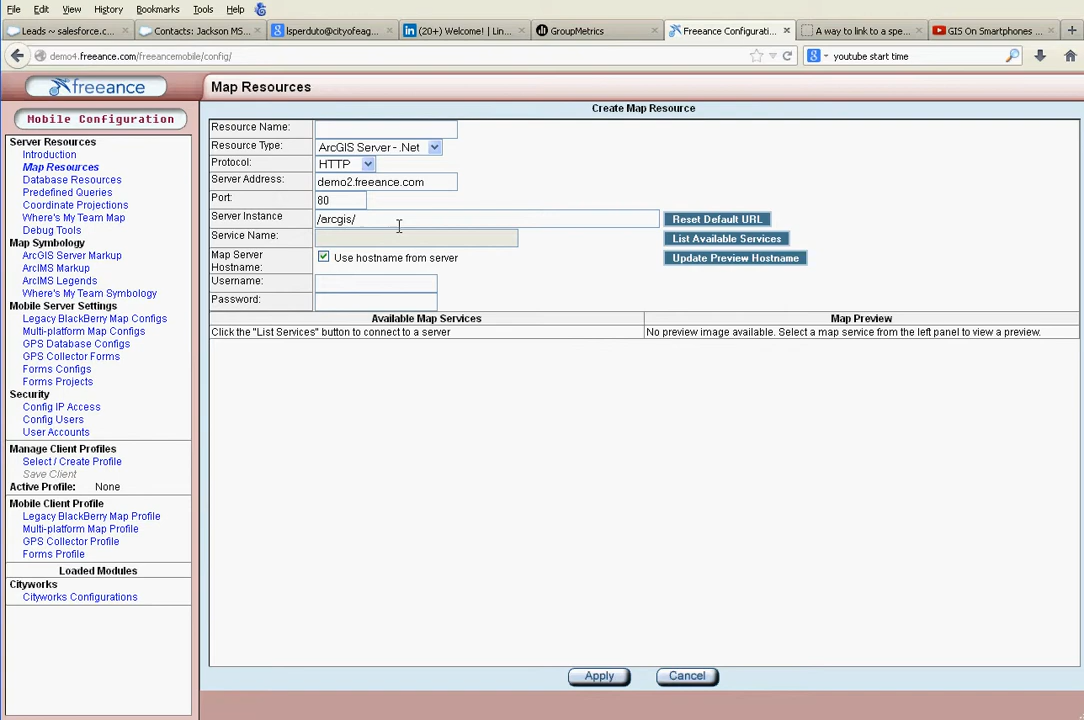 File Edit View History Bookmarks Tools Help
Leads ~ salesforce.c... × Contacts: Jackson MS... × lsperduto@cityofeag... × (20+) Welcome! | Lin... × GroupMetrics × Freeance Configurati... × A way to link to a spe... × GIS On Smartphones ... × +
demo4.freeance.com/freeancemobile/config/ youtube start time
freeance Map Resources
Mobile Configuration
Server Resources
Introduction
Map Resources
Database Resources
Predefined Queries
Coordinate Projections
Where's My Team Map
Debug Tools
Map Symbology
ArcGIS Server Markup
ArcIMS Markup
ArcIMS Legends
Where's My Team Symbology
Mobile Server Settings
Legacy BlackBerry Map Configs
Multi-platform Map Configs
GPS Database Configs
GPS Collector Forms
Forms Configs
Forms Projects
Security
Config IP Access
Config Users
User Accounts
Manage Client Profiles
Select / Create Profile
Save Client
Active Profile: None
Mobile Client Profile
Legacy BlackBerry Map Profile
Multi-platform Map Profile
GPS Collector Profile
Forms Profile
Loaded Modules
Cityworks
Cityworks Configurations
Create Map Resource
Resource Name:
Resource Type: ArcGIS Server - .Net
Protocol: HTTP
Server Address: demo2.freeance.com
Port: 80
Server Instance /arcgis/ Reset Default URL
Service Name: List Available Services
Map Server Hostname: Use hostname from server Update Preview Hostname
Username:
Password:
Available Map Services Map Preview
Click the "List Services" button to connect to a server No preview image available. Select a map service from the left panel to view a preview.
Apply Cancel